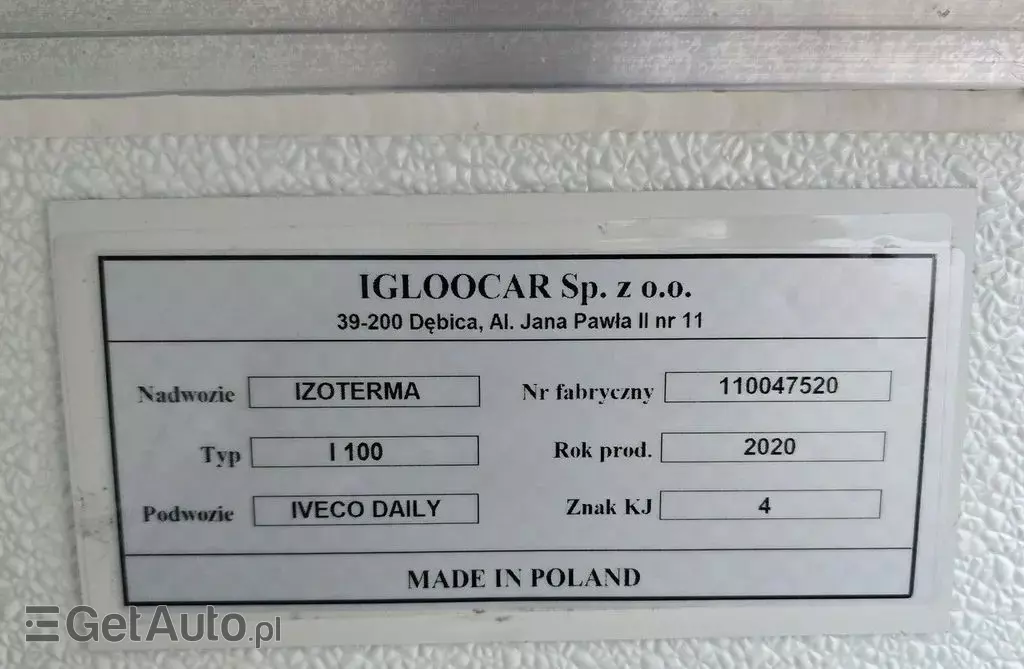 IGLOOCAR Sp. z o.o.
39-200 Dębica, Al. Jana Pawła II nr 11
Nadwozie IZOTERMA Nr fabryczny 110047520
Typ I 100 Rok prod. 2020
Podwozie IVECO DAILY Znak KJ 4
MADE IN POLAND
GetAuto.pl